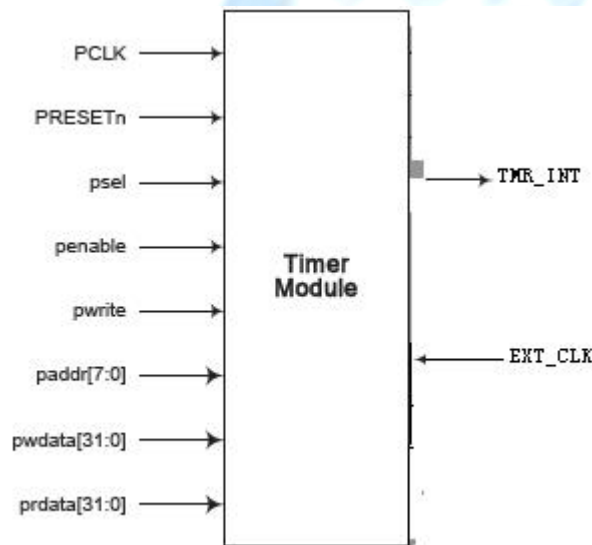 PCLK
PRESETn
psel
TMR_INT
penable
Timer
Module
pwrite
EXT_CLK
paddr[7:0]
pwdata[31:0]
prdata[31:0]